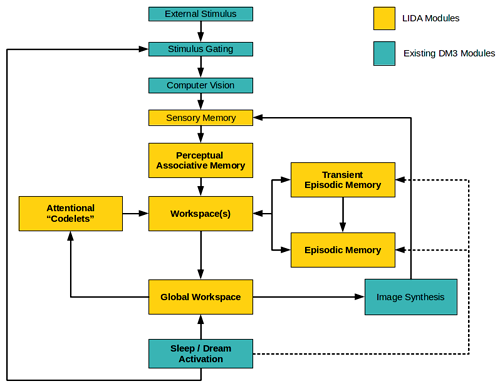 External Stimulus
LIDA Modules
Stimulus Gating
Existing DM3 Modules
Computer Vision
Sensory Memory
Perceptual
Associative Memory
Transient
Episodic Memory
Attentional
"Codelets"
Workspace(s)
Episodic Memory
Global Workspace
Image Synthesis
Sleep / Dream
Activation